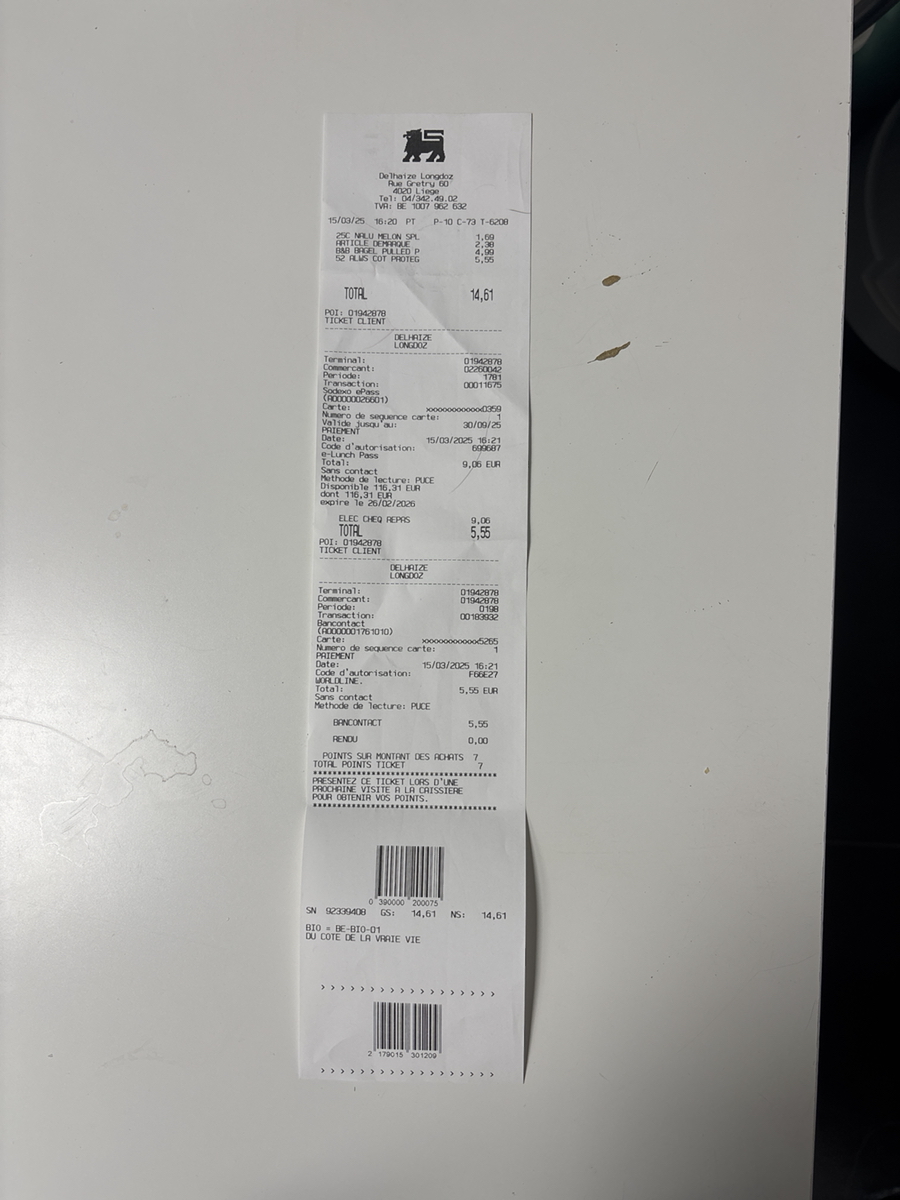 Delhaize Longdoz
Rue Gretry 60
4020 Liege
Tel: 04/342.49.02
TVA: BE 1007 962 632
15/03/25 16:20 PT P-10 C-73 T-6208
25C NALU MELON SPL 1,69
ARTICLE DEMARQUE 2,38
B&B BAGEL PULLED P 4,99
52 ALWS COT PROTEG 5,55
TOTAL 14,61
POI: 01942878
TICKET CLIENT
DELHAIZE
LONGDOZ
Terminal: 01942878
Commercant: 02260042
Periode: 1781
Transaction: 00011675
Sodexo ePass
(A0000026601)
Carte: xxxxxxxxxxxx0359
Numero de sequence carte: 1
Valide jusqu'au: 30/09/25
PAIEMENT
Date: 15/03/2025 16:21
Code d'autorisation: 699687
e-Lunch Pass
Total: 9,06 EUR
Sans contact
Methode de lecture: PUCE
Disponible 116,31 EUR
dont 116,31 EUR
expire le 26/02/2026
ELEC CHEQ REPAS 9,06
TOTAL 5,55
POI: 01942878
TICKET CLIENT
DELHAIZE
LONGDOZ
Terminal: 01942878
Commercant: 01942878
Periode: 0198
Transaction: 00183932
Bancontact
(A0000001761010)
Carte: xxxxxxxxxxxx5265
Numero de sequence carte: 1
PAIEMENT
Date: 15/03/2025 16:21
Code d'autorisation: F66E27
WORLDLINE.
Total: 5,55 EUR
Sans contact
Methode de lecture: PUCE
BANCONTACT 5,55
RENDU 0,00
POINTS SUR MONTANT DES ACHATS 7
TOTAL POINTS TICKET 7
PRESENTEZ CE TICKET LORS D'UNE
PROCHAINE VISITE A LA CAISSIERE
POUR OBTENIR VOS POINTS.
0 390000 200075
SN 9233940B GS: 14,61 NS: 14,61
BIO = BE-BIO-01
DU COTE DE LA VRAIE VIE
> > > > > > > > > > > > > > > > >
2 179015 301209
> > > > > > > > > > > > > > > > >